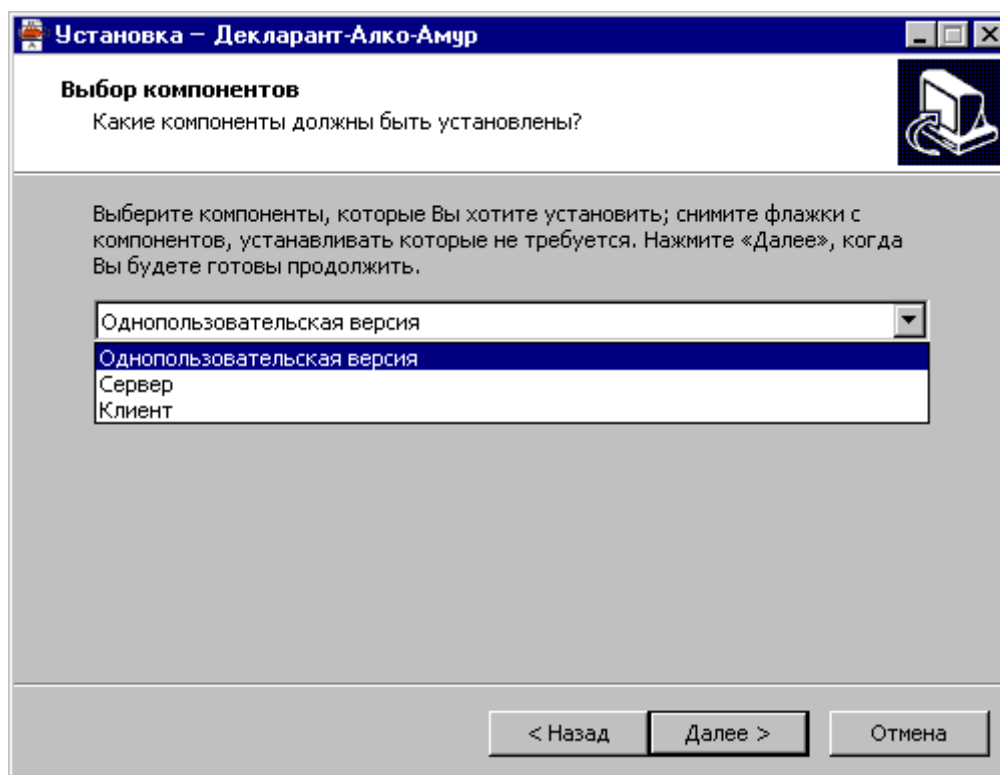 Установка – Декларант-Алко-Амур
Выбор компонентов
Какие компоненты должны быть установлены?
Выберите компоненты, которые Вы хотите установить; снимите флажки с
компонентов, устанавливать которые не требуется. Нажмите «Далее», когда
Вы будете готовы продолжить.
Однопользовательская версия
Однопользовательская версия
Сервер
Клиент
< Назад Далее > Отмена